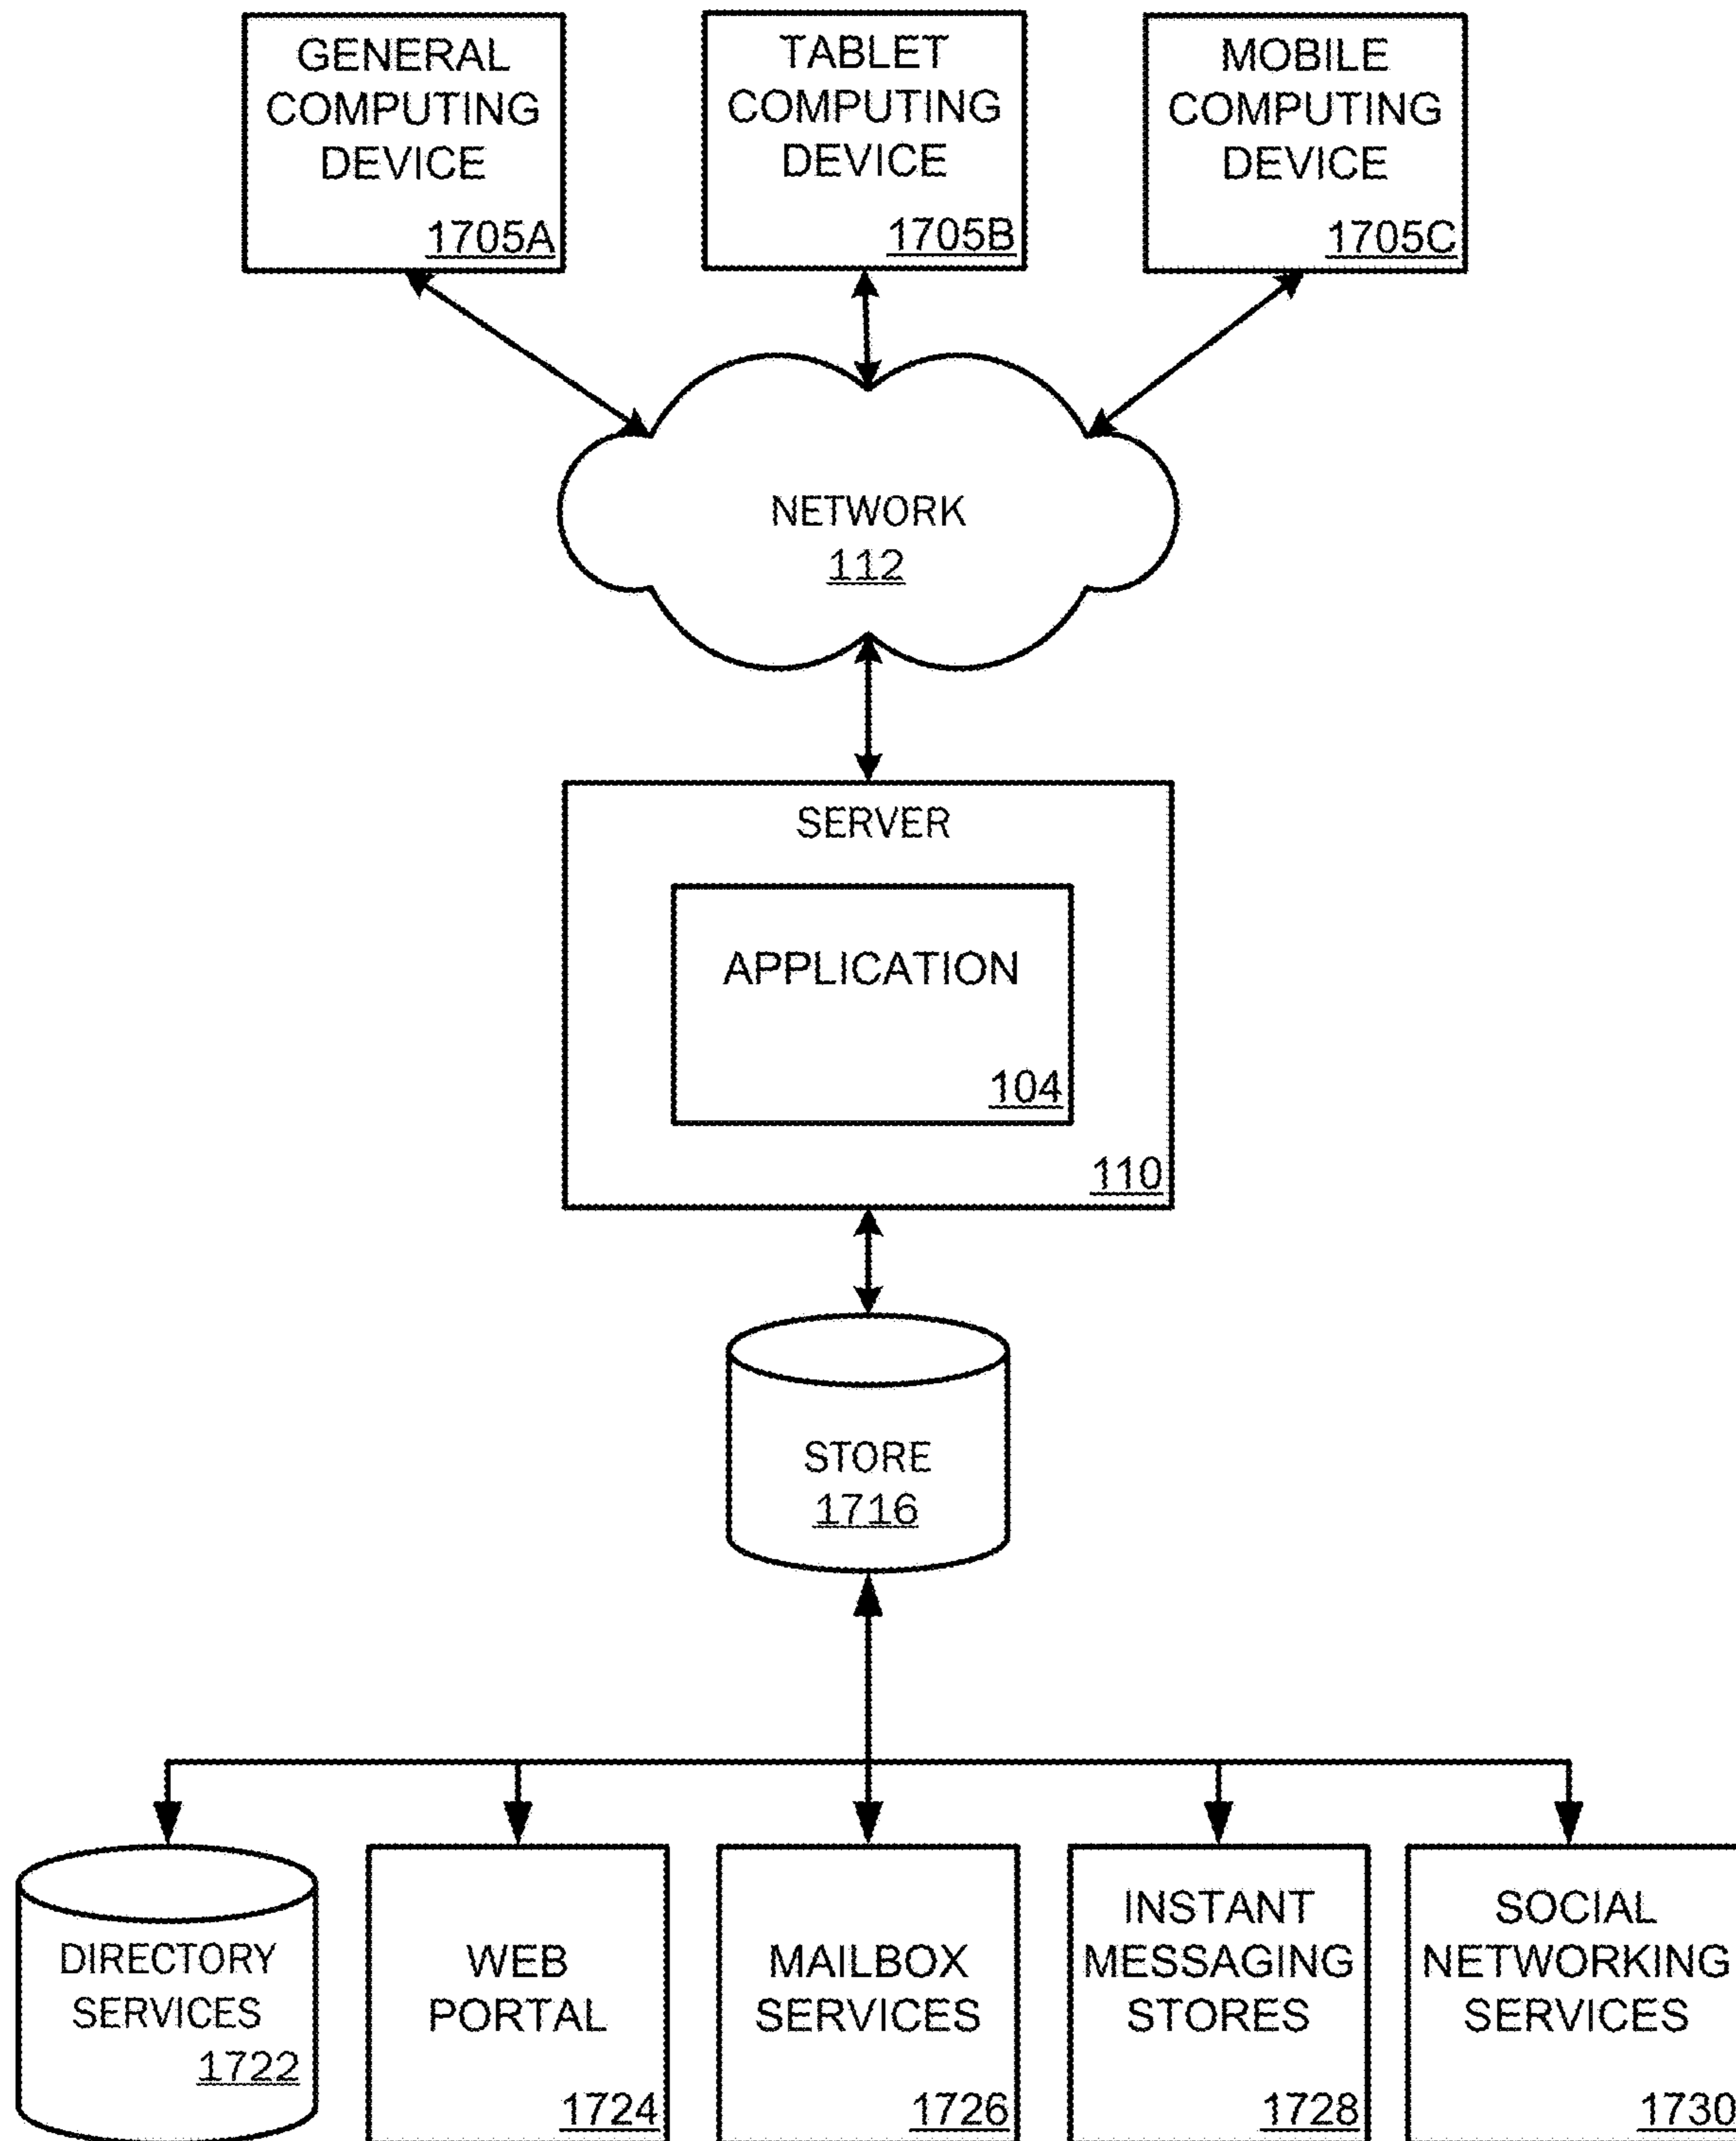 GENERAL
COMPUTING
DEVICE
1705A
TABLET
COMPUTING
DEVICE
1705B
MOBILE
COMPUTING
DEVICE
1705C
NETWORK
112
SERVER
APPLICATION
104
110
STORE
1716
DIRECTORY
SERVICES
1722
WEB
PORTAL
1724
MAILBOX
SERVICES
1726
INSTANT
MESSAGING
STORES
1728
SOCIAL
NETWORKING
SERVICES
1730